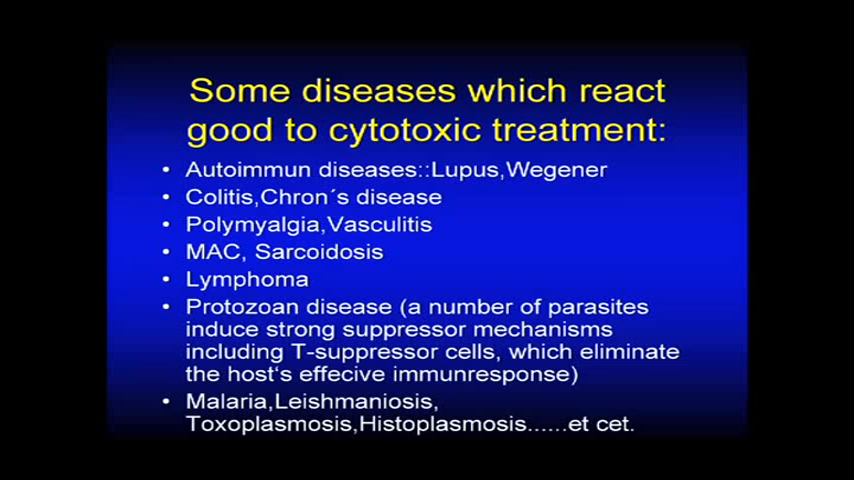 Some diseases which react
good to cytotoxic treatment:
• Autoimmun diseases::Lupus,Wegener
• Colitis,Chron´s disease
• Polymyalgia,Vasculitis
• MAC, Sarcoidosis
• Lymphoma
• Protozoan disease (a number of parasites
induce strong suppressor mechanisms
including T-suppressor cells, which eliminate
the host‘s effecive immunresponse)
• Malaria,Leishmaniosis,
Toxoplasmosis,Histoplasmosis......et cet.